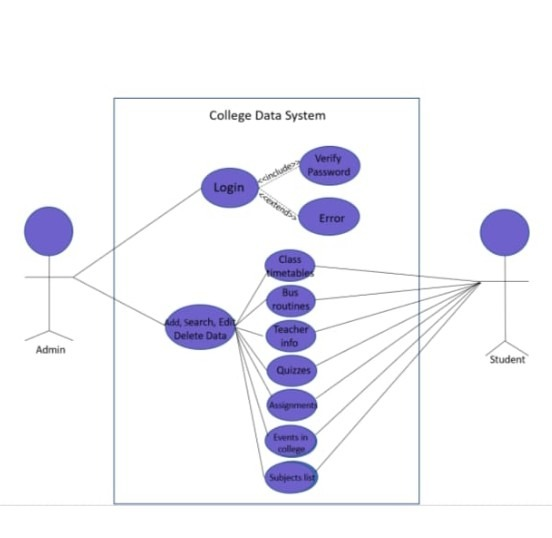 College Data System
Login
<<include>>
Verify
Password
<<extend>>
Error
Class
timetables
Bus
routines
Add, Search, Edit
Delete Data
Teacher
info
Quizzes
Assignments
Events in
college
Subjects list
Admin
Student